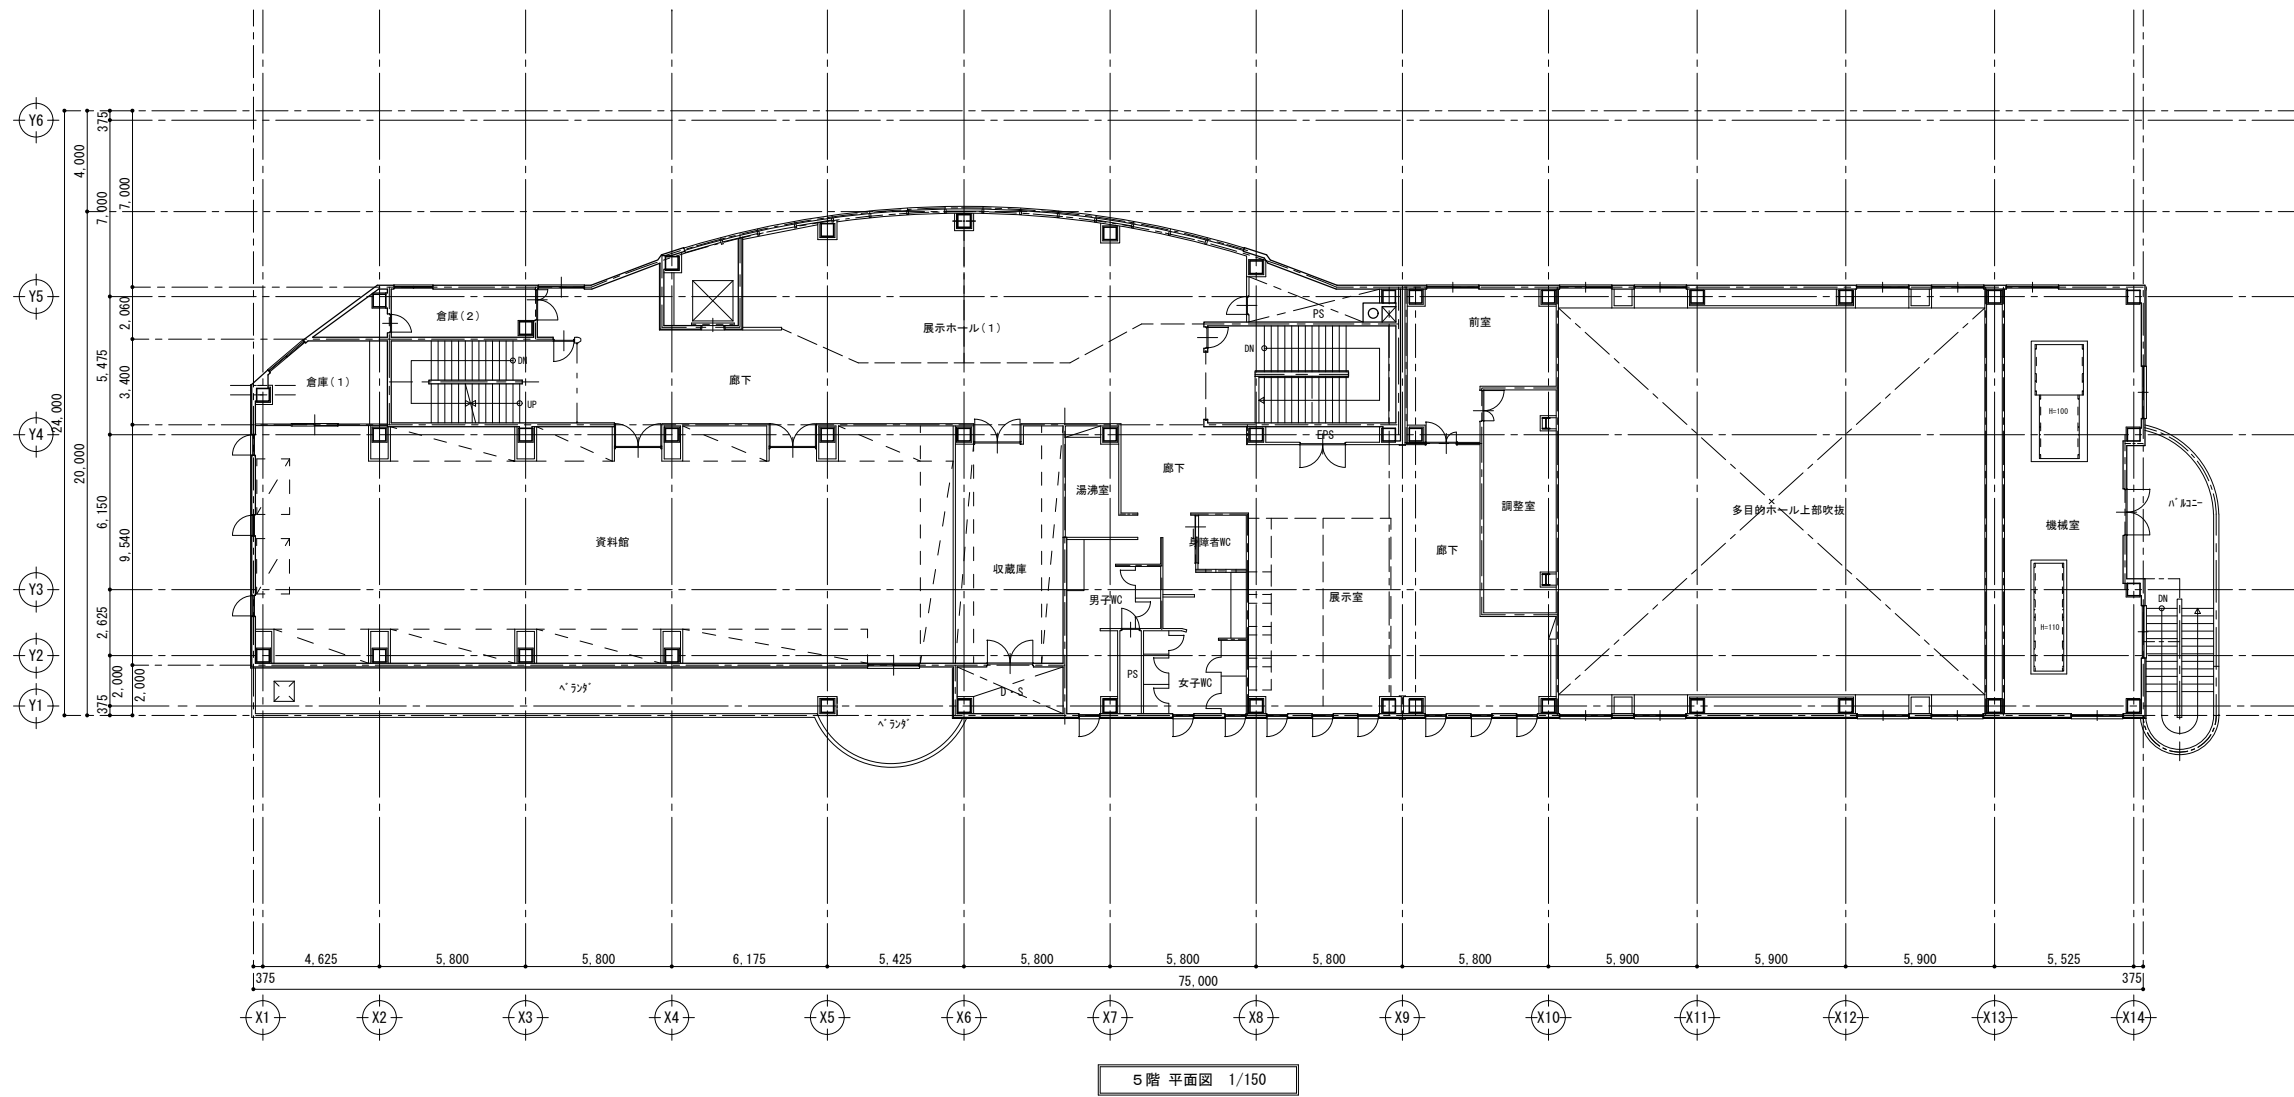 Y6
Y5
Y4
Y3
Y2
Y1
375
4,000
7,000
7,000
2,060
5,475
3,400
24,000
20,000
6,150
9,540
2,625
2,000
2,000
375
倉庫(2)
倉庫(1)
DN
UP
廊下
展示ホール(1)
PS
DN
EPS
前室
H=100
資料館
収蔵庫
湯沸室
廊下
身障者WC
男子WC
展示室
廊下
調整室
多目的ホール上部吹抜
機械室
バルコニー
DN
H=110
PS
女子WC
D・S
ベランダ
ベランダ
4,625
5,800
5,800
6,175
5,425
5,800
5,800
5,800
5,800
5,900
5,900
5,900
5,525
375
75,000
375
X1
X2
X3
X4
X5
X6
X7
X8
X9
X10
X11
X12
X13
X14
5階 平面図 1/150